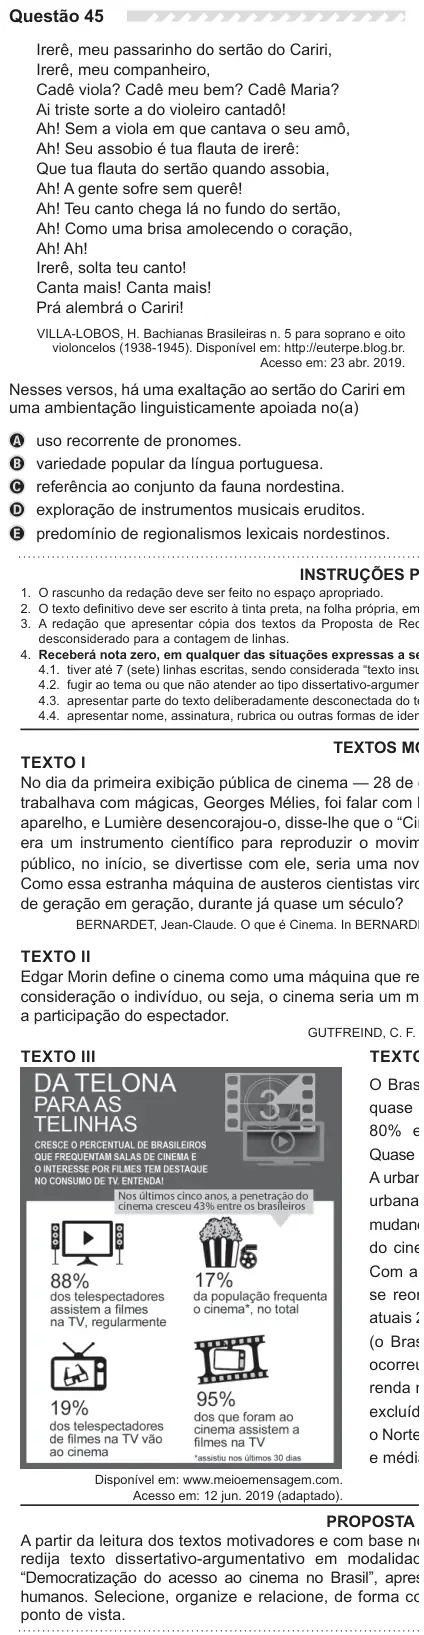 Questão 45
Irerê, meu passarinho do sertão do Cariri,
Irerê, meu companheiro,
Cadê viola? Cadê meu bem? Cadê Maria?
Ai triste sorte a do violeiro cantadô!
Ah! Sem a viola em que cantava o seu amô,
Ah! Seu assobio é tua flauta de irerê:
Que tua flauta do sertão quando assobia,
Ah! A gente sofre sem querê!
Ah! Teu canto chega lá no fundo do sertão,
Ah! Como uma brisa amolecendo o coração,
Ah! Ah!
Irerê, solta teu canto!
Canta mais! Canta mais!
Prá alembrá o Cariri!
VILLA-LOBOS, H. Bachianas Brasileiras n. 5 para soprano e oito
violoncelos (1938-1945). Disponível em: http://euterpe.blog.br.
Acesso em: 23 abr. 2019.
Nesses versos, há uma exaltação ao sertão do Cariri em
uma ambientação linguisticamente apoiada no(a)
A uso recorrente de pronomes.
B variedade popular da língua portuguesa.
C referência ao conjunto da fauna nordestina.
D exploração de instrumentos musicais eruditos.
E predomínio de regionalismos lexicais nordestinos.
INSTRUÇÕES P
1. O rascunho da redação deve ser feito no espaço apropriado.
2. O texto definitivo deve ser escrito à tinta preta, na folha própria, em
3. A redação que apresentar cópia dos textos da Proposta de Red
desconsiderado para a contagem de linhas.
4. Receberá nota zero, em qualquer das situações expressas a se
4.1. tiver até 7 (sete) linhas escritas, sendo considerada “texto insu
4.2. fugir ao tema ou que não atender ao tipo dissertativo-argumen
4.3. apresentar parte do texto deliberadamente desconectada do te
4.4. apresentar nome, assinatura, rubrica ou outras formas de iden
TEXTOS MO
TEXTO I
No dia da primeira exibição pública de cinema — 28 de
trabalhava com mágicas, Georges Mélies, foi falar com
aparelho, e Lumière desencorajou-o, disse-lhe que o “Ci
era um instrumento científico para reproduzir o movim
público, no início, se divertisse com ele, seria uma nov
Como essa estranha máquina de austeros cientistas viro
de geração em geração, durante já quase um século?
BERNARDET, Jean-Claude. O que é Cinema. In BERNARD
TEXTO II
Edgar Morin define o cinema como uma máquina que re
consideração o indivíduo, ou seja, o cinema seria um m
a participação do espectador.
GUTFREIND, C. F.
TEXTO III
DA TELONA
PARA AS
TELINHAS
CRESCE O PERCENTUAL DE BRASILEIROS
QUE FREQUENTAM SALAS DE CINEMA E
O INTERESSE POR FILMES TEM DESTAQUE
NO CONSUMO DE TV. ENTENDA!
3
Nos últimos cinco anos, a penetração do
cinema cresceu 43% entre os brasileiros
88%
dos telespectadores
assistem a filmes
na TV, regularmente
17%
da população frequenta
o cinema*, no total
19%
dos telespectadores
de filmes na TV vão
ao cinema
95%
dos que foram ao
cinema assistem a
filmes na TV
*assistiu nos últimos 30 dias
Disponível em: www.meioemensagem.com.
Acesso em: 12 jun. 2019 (adaptado).
TEXTO
O Bras
quase
80% e
Quase
A urban
urbana
mudanç
do cine
Com a
se reor
atuais 2
(o Bras
ocorreu
renda m
excluíd
o Norte
e média
PROPOSTA
A partir da leitura dos textos motivadores e com base no
redija texto dissertativo-argumentativo em modalidad
“Democratização do acesso ao cinema no Brasil”, apres
humanos. Selecione, organize e relacione, de forma co
ponto de vista.